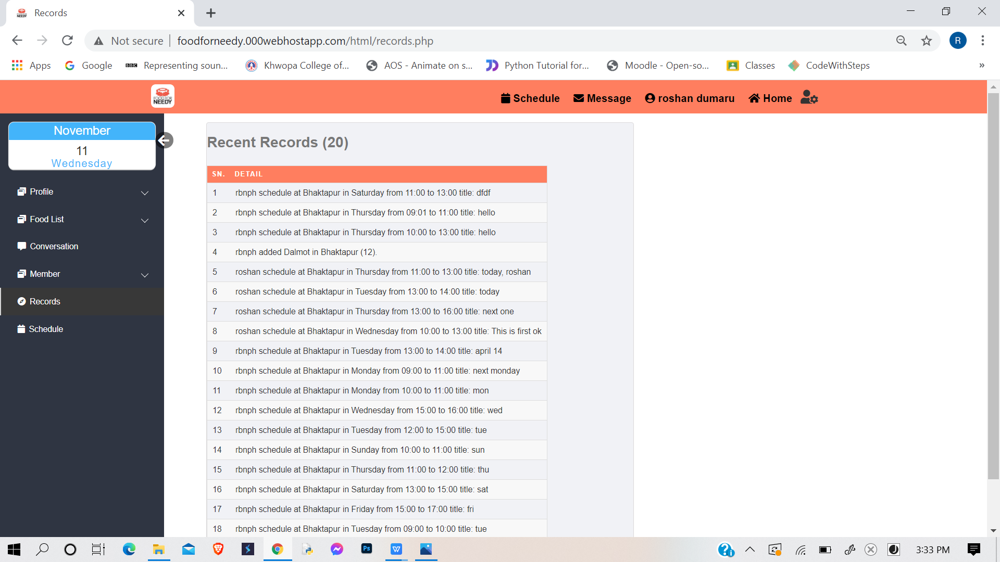 Records
Not secure
foodforneedy.000webhostapp.com/html/records.php
R
Apps
Google
BBC
Representing soun...
Khwopa College of...
AOS - Animate on s...
Python Tutorial for...
Moodle - Open-so...
Classes
CodeWithSteps
»
FOOD FOR
NEEDY
Schedule
Message
roshan dumaru
Home
November
11
Wednesday
Profile
Food List
Conversation
Member
Records
Schedule
Recent Records (20)
SN. DETAIL
1 rbnph schedule at Bhaktapur in Saturday from 11:00 to 13:00 title: dfdf
2 rbnph schedule at Bhaktapur in Thursday from 09:01 to 11:00 title: hello
3 rbnph schedule at Bhaktapur in Thursday from 10:00 to 13:00 title: hello
4 rbnph added Dalmot in Bhaktapur (12).
5 roshan schedule at Bhaktapur in Thursday from 11:00 to 13:00 title: today, roshan
6 roshan schedule at Bhaktapur in Tuesday from 13:00 to 14:00 title: today
7 roshan schedule at Bhaktapur in Thursday from 13:00 to 16:00 title: next one
8 roshan schedule at Bhaktapur in Wednesday from 10:00 to 13:00 title: This is first ok
9 rbnph schedule at Bhaktapur in Tuesday from 13:00 to 14:00 title: april 14
10 rbnph schedule at Bhaktapur in Monday from 09:00 to 11:00 title: next monday
11 rbnph schedule at Bhaktapur in Monday from 10:00 to 11:00 title: mon
12 rbnph schedule at Bhaktapur in Wednesday from 15:00 to 16:00 title: wed
13 rbnph schedule at Bhaktapur in Tuesday from 12:00 to 15:00 title: tue
14 rbnph schedule at Bhaktapur in Sunday from 10:00 to 11:00 title: sun
15 rbnph schedule at Bhaktapur in Thursday from 11:00 to 12:00 title: thu
16 rbnph schedule at Bhaktapur in Saturday from 13:00 to 15:00 title: sat
17 rbnph schedule at Bhaktapur in Friday from 15:00 to 17:00 title: fri
18 rbnph schedule at Bhaktapur in Tuesday from 09:00 to 10:00 title: tue
Ps
W
3:33 PM